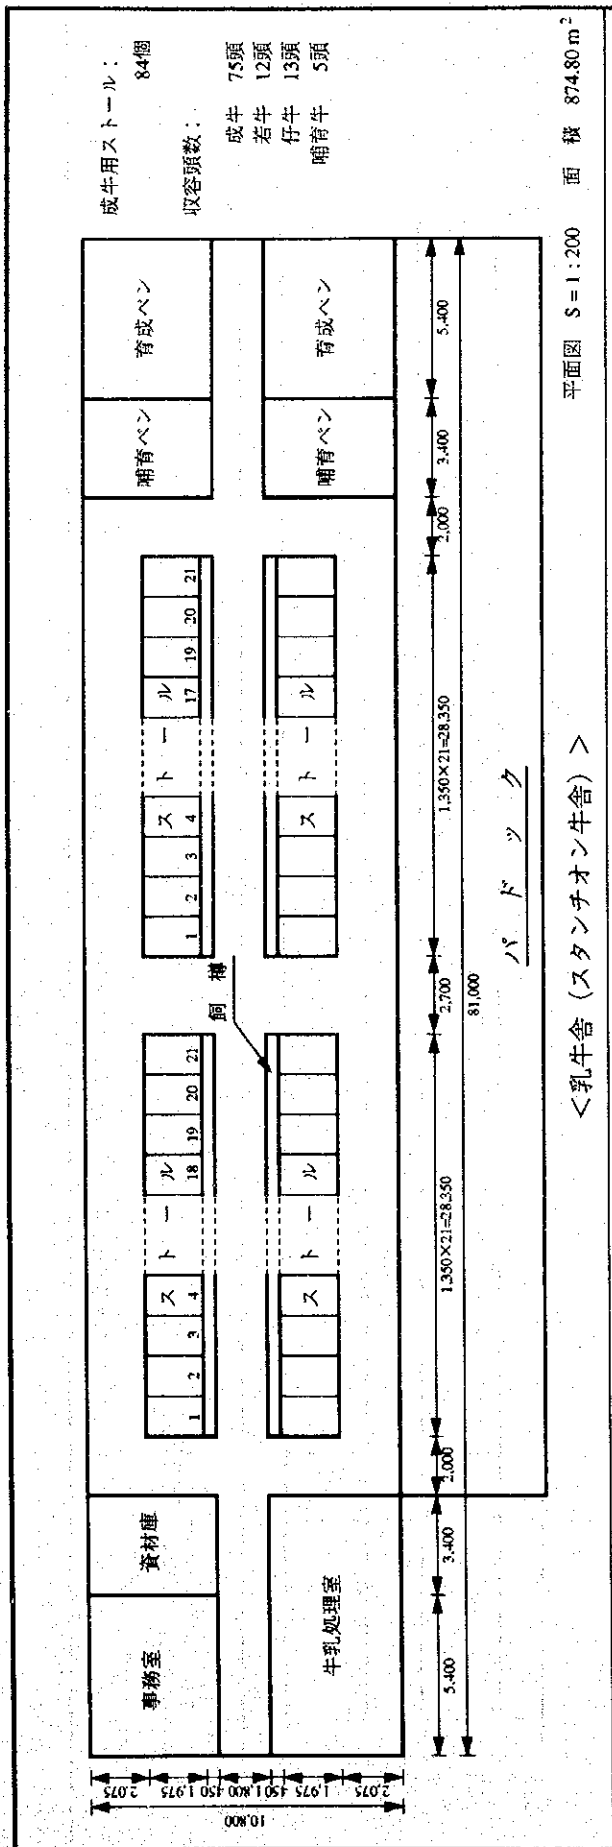 成牛用ストール：
84個
収容頭数：
成牛 75頭
若牛 12頭
仔牛 13頭
哺育牛 5頭
事務室
資材庫
牛乳処理室
1 2 3 4 18 19 20 21
ストール
ストール
飼槽
1 2 3 4 17 19 20 21
ストール
ストール
哺育ペン
育成ペン
哺育ペン
育成ペン
2,075
1,975
450
1,800
450
1,975
2,075
10,800
5,400
3,400
2,000
1,350×21=28,350
2,700
1,350×21=28,350
2,000
3,400
5,400
81,000
パドック
＜乳牛舎（スタンチオン牛舎）＞
平面図 S=1:200 面積 874.80m²